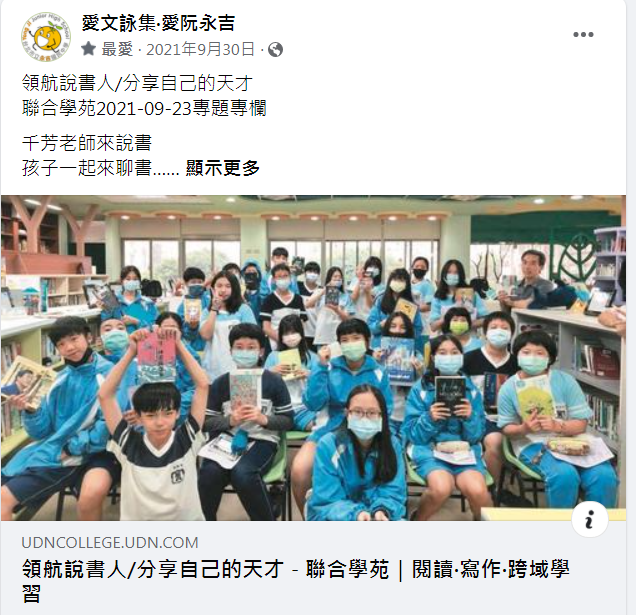 愛文詠集·愛阮永吉
最愛 · 2021年9月30日 ·
領航說書人/分享自己的天才
聯合學苑2021-09-23專題專欄
千芳老師來說書
孩子一起來聊書...... 顯示更多
UDNCOLLEGE.UDN.COM
領航說書人/分享自己的天才 - 聯合學苑｜閱讀·寫作·跨域學
習